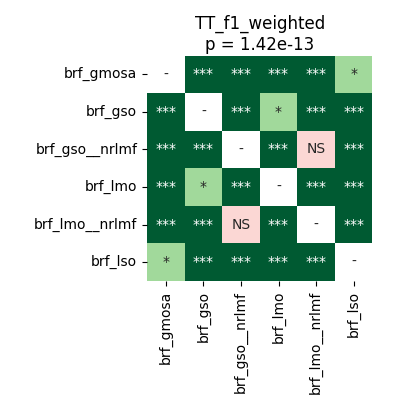 TT_f1_weighted
p = 1.42e-13
brf_gmosa - *** *** *** *** *
brf_gso *** - *** * *** ***
brf_gso__nrlmf *** *** - *** NS ***
brf_lmo *** * *** - *** ***
brf_lmo__nrlmf *** *** NS *** - ***
brf_lso * *** *** *** *** -
brf_gmosa
brf_gso
brf_gso__nrlmf
brf_lmo
brf_lmo__nrlmf
brf_lso